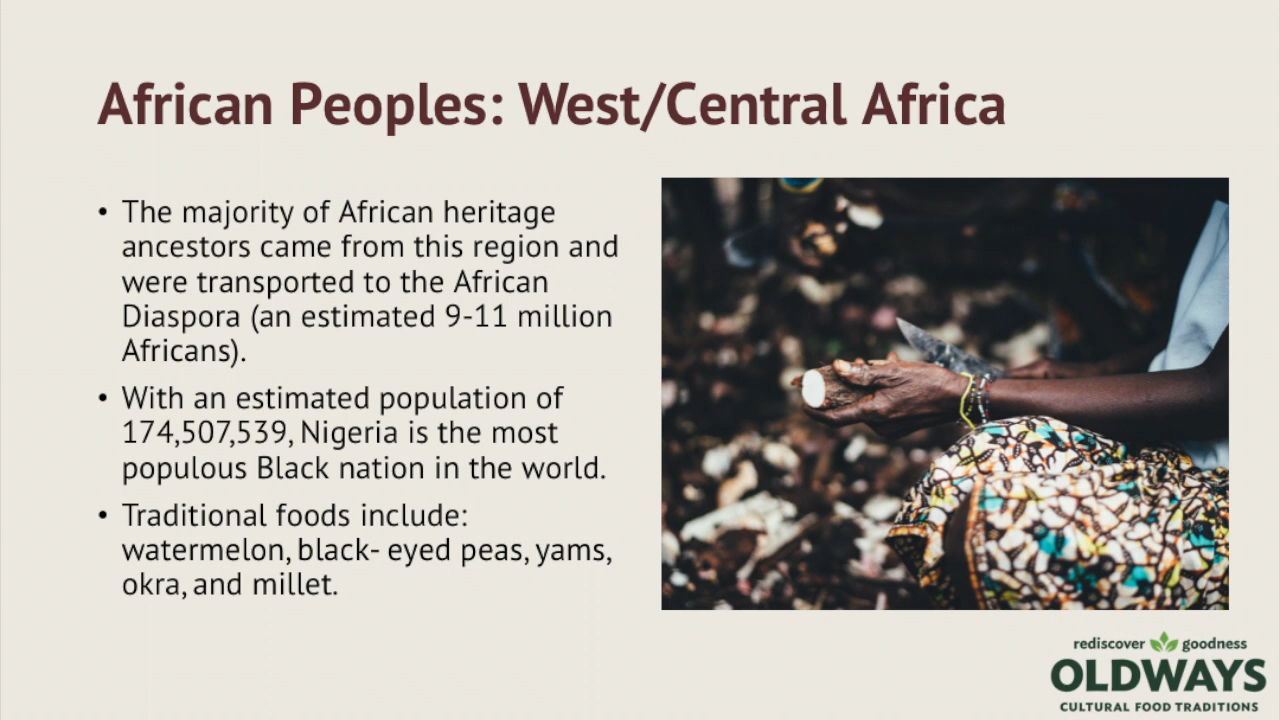 African Peoples: West/Central Africa
• The majority of African heritage
ancestors came from this region and
were transported to the African
Diaspora (an estimated 9-11 million
Africans).
• With an estimated population of
174,507,539, Nigeria is the most
populous Black nation in the world.
• Traditional foods include:
watermelon, black- eyed peas, yams,
okra, and millet.
rediscover goodness
OLDWAYS
CULTURAL FOOD TRADITIONS